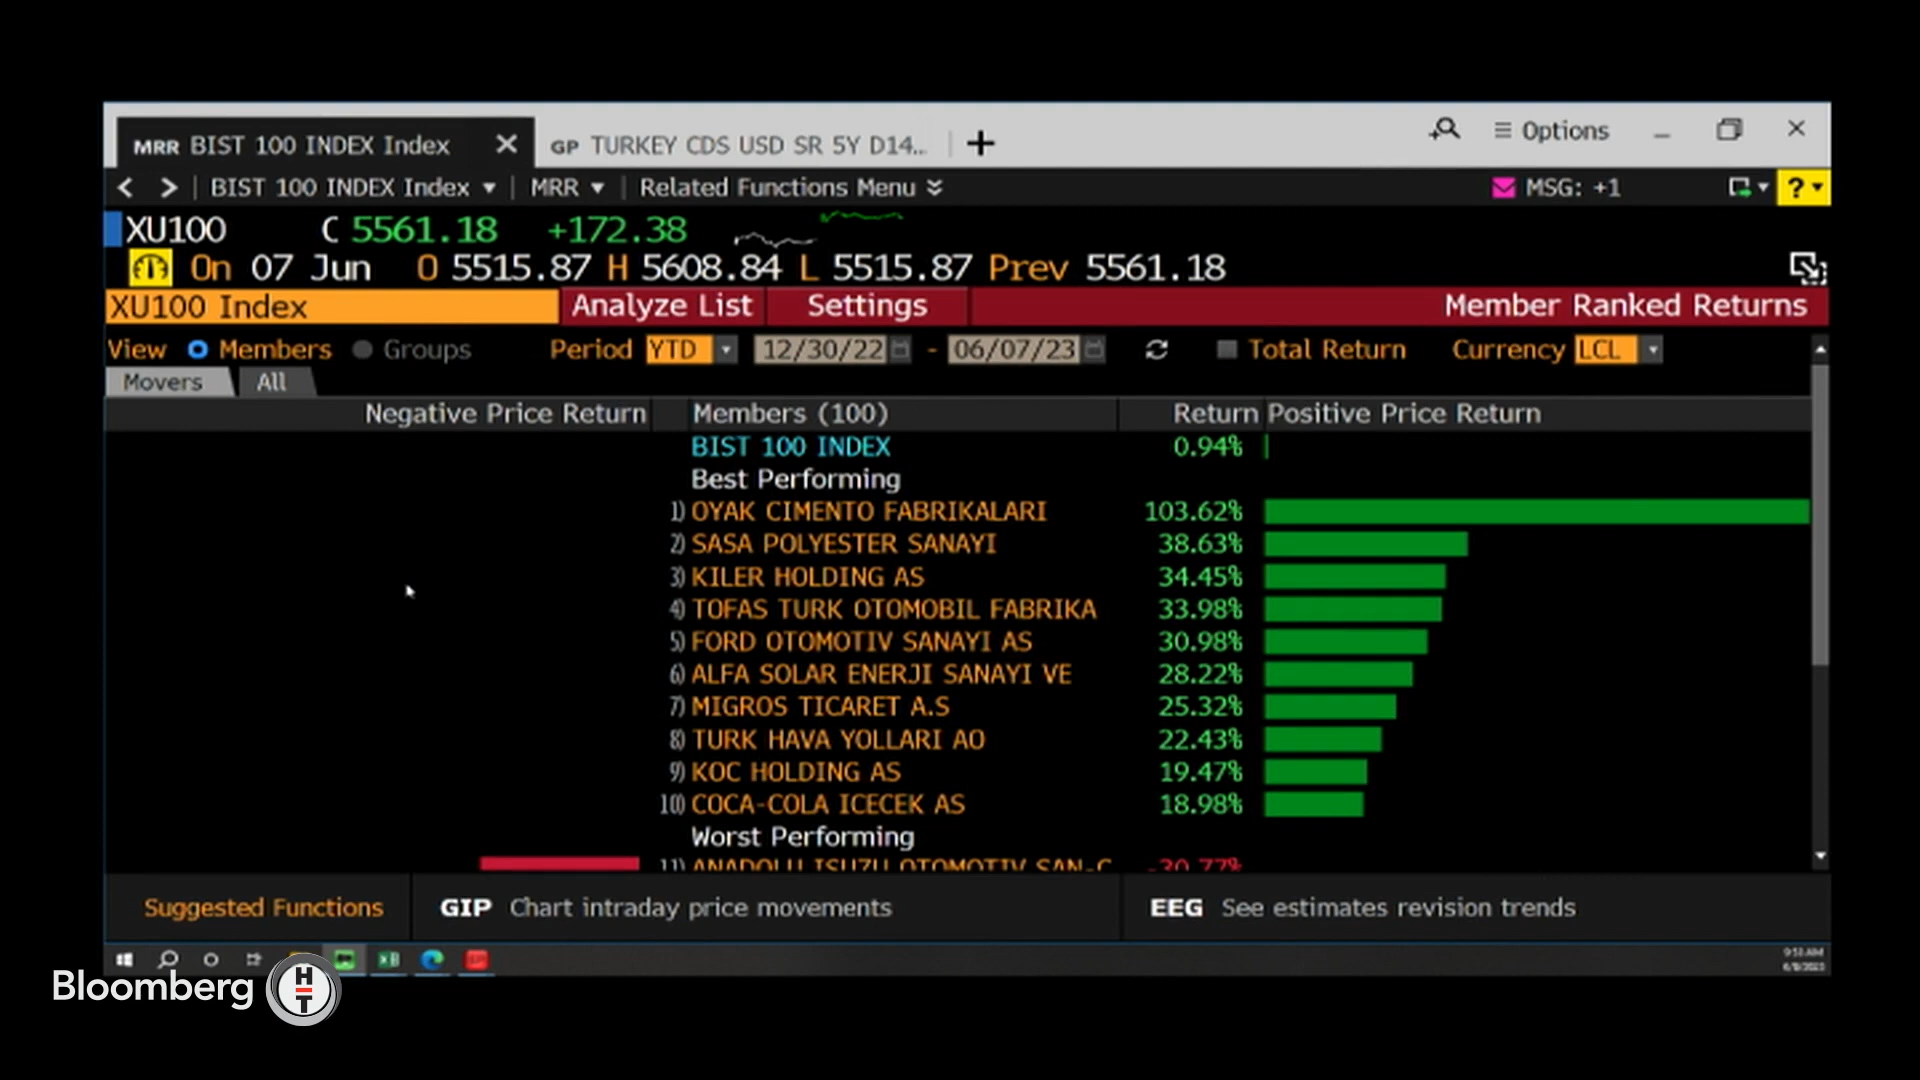 MRR BIST 100 INDEX Index
GP TURKEY CDS USD SR 5Y D14...
Options
BIST 100 INDEX Index MRR Related Functions Menu MSG: +1 ?
XU100 C 5561.18 +172.38
On 07 Jun O 5515.87 H 5608.84 L 5515.87 Prev 5561.18
XU100 Index Analyze List Settings Member Ranked Returns
View Members Groups Period YTD 12/30/22 - 06/07/23 Total Return Currency LCL
Movers All
Negative Price Return Members (100) Return Positive Price Return
BIST 100 INDEX 0.94%
Best Performing
1) OYAK CIMENTO FABRIKALARI 103.62%
2) SASA POLYESTER SANAYI 38.63%
3) KILER HOLDING AS 34.45%
4) TOFAS TURK OTOMOBIL FABRIKA 33.98%
5) FORD OTOMOTIV SANAYI AS 30.98%
6) ALFA SOLAR ENERJI SANAYI VE 28.22%
7) MIGROS TICARET A.S 25.32%
8) TURK HAVA YOLLARI AO 22.43%
9) KOC HOLDING AS 19.47%
10) COCA-COLA ICECEK AS 18.98%
Worst Performing
11) ANADOLU ISUZU OTOMOTIV SAN-C -30.77%
Suggested Functions GIP Chart intraday price movements EEG See estimates revision trends
Bloomberg HT